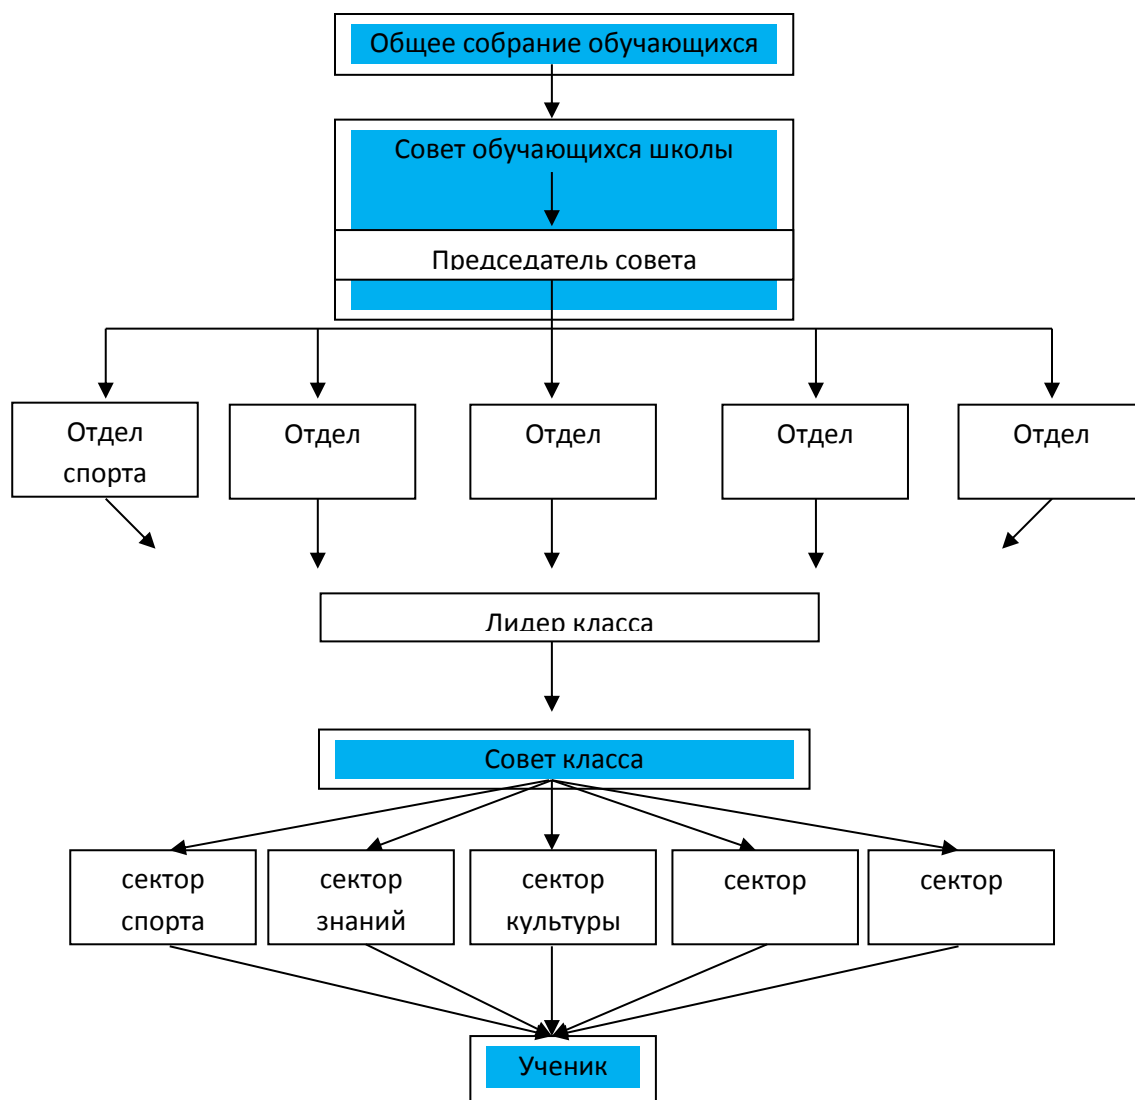 Общее собрание обучающихся
Совет обучающихся школы
Председатель совета
Отдел
спорта
Отдел
Отдел
Отдел
Отдел
Лидер класса
Совет класса
сектор
спорта
сектор
знаний
сектор
культуры
сектор
сектор
Ученик